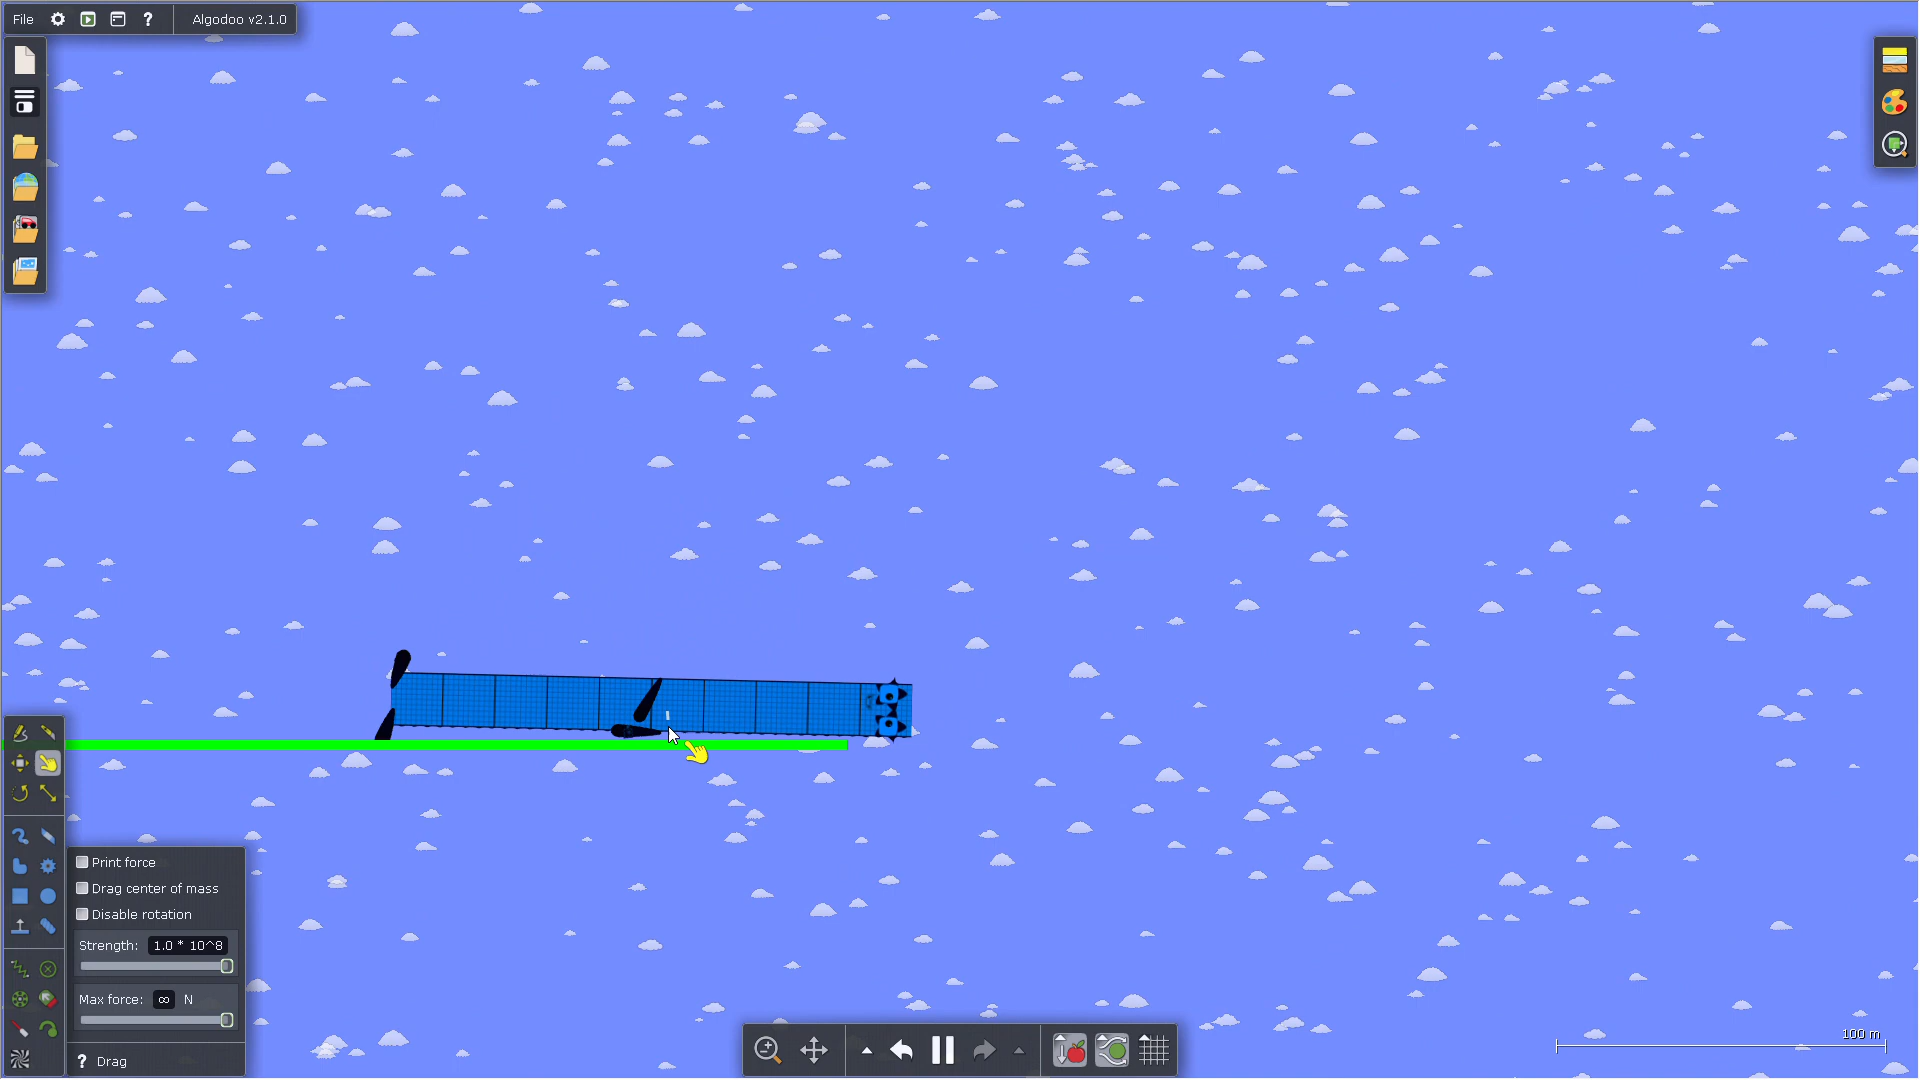 File ? Algodoo v2.1.0
Print force
Drag center of mass
Disable rotation
Strength: 1.0 * 10^8
Max force: ∞ N
? Drag
100 m